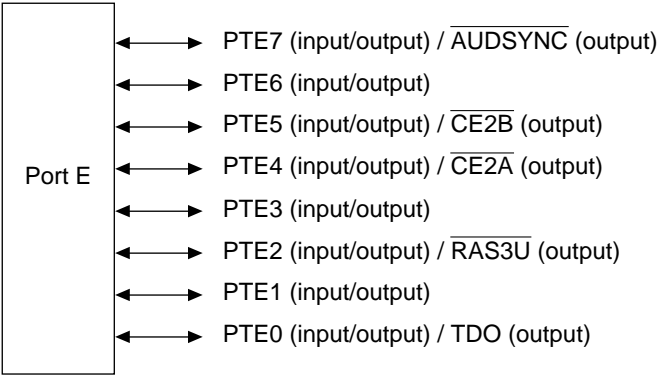 PTE7 (input/output) / AUDSYNC (output)
PTE6 (input/output)
PTE5 (input/output) / CE2B (output)
PTE4 (input/output) / CE2A (output)
Port E
PTE3 (input/output)
PTE2 (input/output) / RAS3U (output)
PTE1 (input/output)
PTE0 (input/output) / TDO (output)